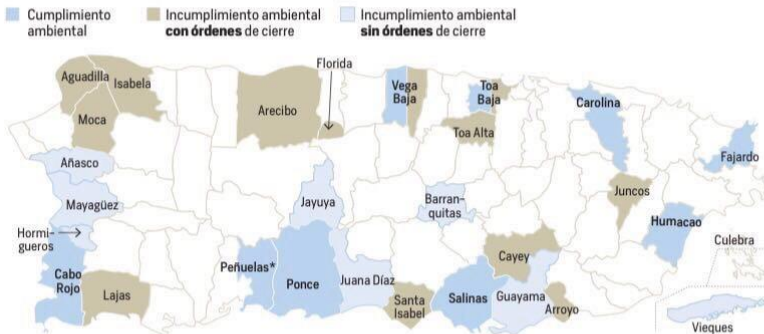 Cumplimiento
ambiental
Incumplimiento ambiental
con órdenes de cierre
Incumplimiento ambiental
sin órdenes de cierre
Florida
Aguadilla
Isabela
Moca
Arecibo
Vega
Baja
Toa
Baja
Toa Alta
Carolina
Fajardo
Añasco
Mayagüez
Hormi-
gueros
Cabo
Rojo
Lajas
Jayuya
Peñuelas*
Ponce
Juana Díaz
Barran-
quitas
Santa
Isabel
Salinas
Cayey
Guayama
Arroyo
Juncos
Humacao
Culebra
Vieques